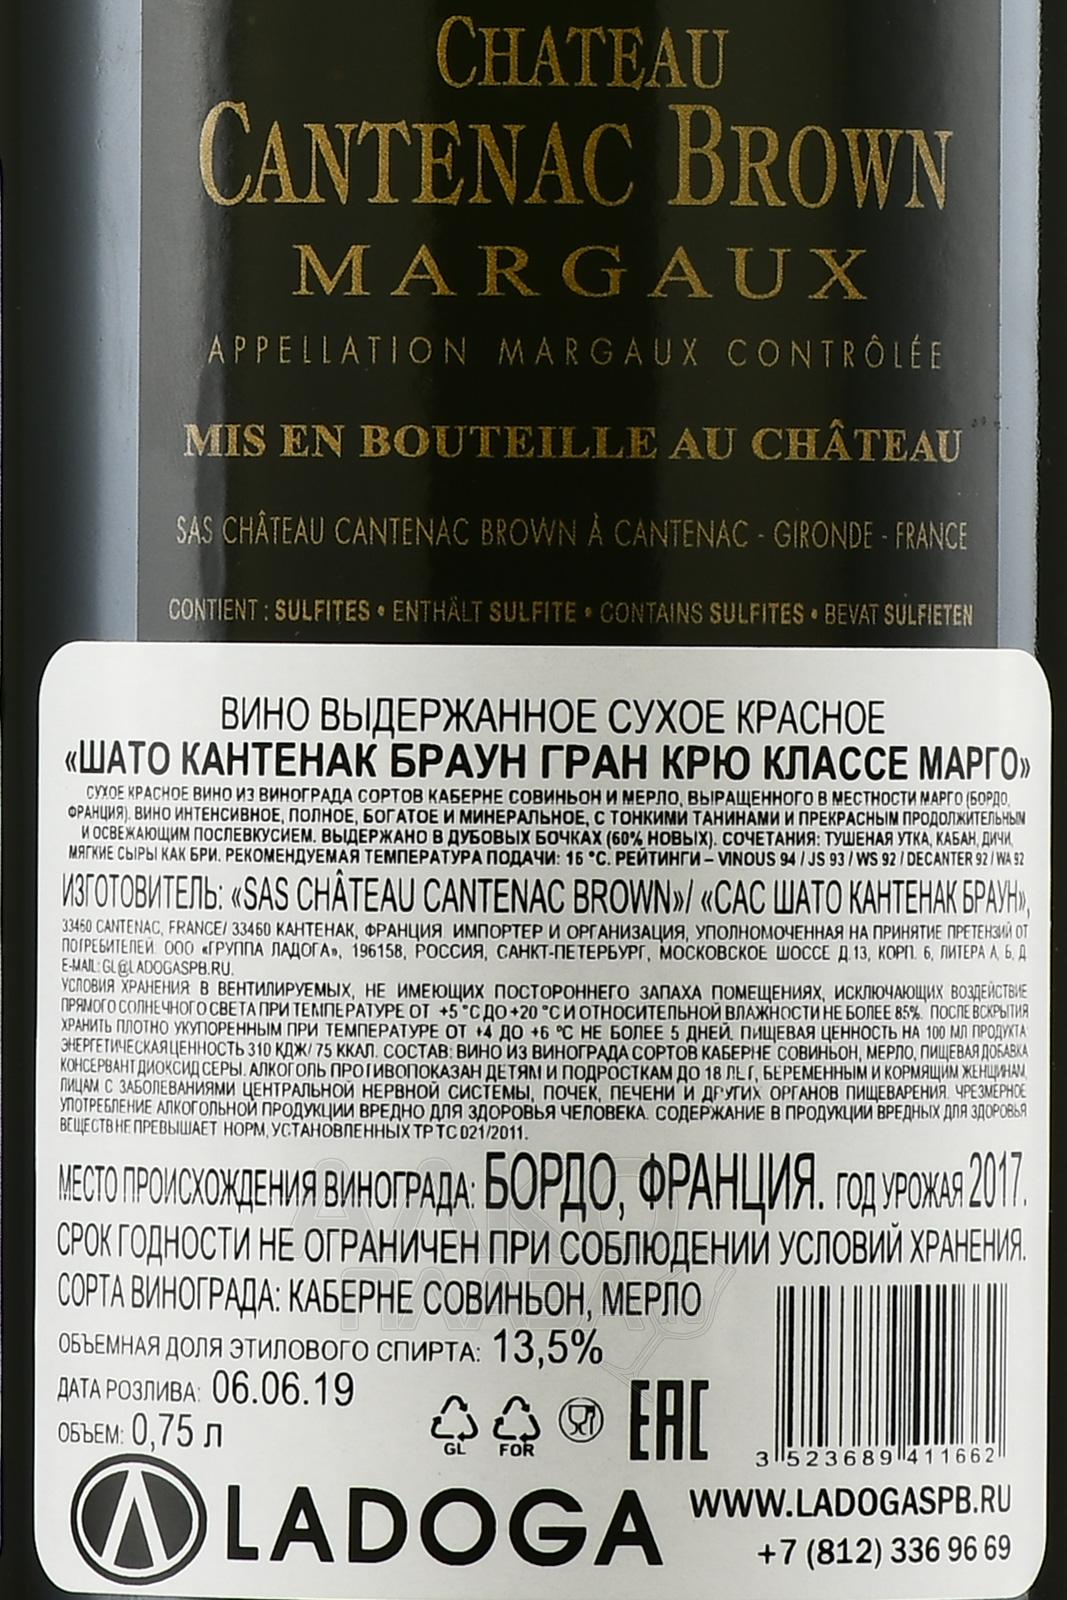 CHATEAU
CANTENAC BROWN
MARGAUX
APPELLATION MARGAUX CONTRÔLÉE
MIS EN BOUTEILLE AU CHÂTEAU
SAS CHÂTEAU CANTENAC BROWN À CANTENAC - GIRONDE - FRANCE
CONTIENT : SULFITES • ENTHÄLT SULFITE • CONTAINS SULFITES • BEVAT SULFIETEN
ВИНО ВЫДЕРЖАННОЕ СУХОЕ КРАСНОЕ
«ШАТО КАНТЕНАК БРАУН ГРАН КРЮ КЛАССЕ МАРГО»
СУХОЕ КРАСНОЕ ВИНО ИЗ ВИНОГРАДА СОРТОВ КАБЕРНЕ СОВИНЬОН И МЕРЛО, ВЫРАЩЕННОГО В МЕСТНОСТИ МАРГО (БОРДО,
ФРАНЦИЯ). ВИНО ИНТЕНСИВНОЕ, ПОЛНОЕ, БОГАТОЕ И МИНЕРАЛЬНОЕ, С ТОНКИМИ ТАНИНАМИ И ПРЕКРАСНЫМ ПРОДОЛЖИТЕЛЬНЫМ
И ОСВЕЖАЮЩИМ ПОСЛЕВКУСИЕМ. ВЫДЕРЖАНО В ДУБОВЫХ БОЧКАХ (60% НОВЫХ). СОЧЕТАНИЯ: ТУШЕНАЯ УТКА, КАБАН, ДИЧИ,
МЯГКИЕ СЫРЫ КАК БРИ. РЕКОМЕНДУЕМАЯ ТЕМПЕРАТУРА ПОДАЧИ: 16 °С. РЕЙТИНГИ – VINOUS 94 / JS 93 / WS 92 / DECANTER 92 / WA 92
ИЗГОТОВИТЕЛЬ: «SAS CHÂTEAU CANTENAC BROWN»/ «САС ШАТО КАНТЕНАК БРАУН»,
33460 CANTENAC, FRANCE/ 33460 КАНТЕНАК, ФРАНЦИЯ. ИМПОРТЕР И ОРГАНИЗАЦИЯ, УПОЛНОМОЧЕННАЯ НА ПРИНЯТИЕ ПРЕТЕНЗИЙ ОТ
ПОТРЕБИТЕЛЕЙ: ООО «ГРУППА ЛАДОГА», 196158, РОССИЯ, САНКТ-ПЕТЕРБУРГ, МОСКОВСКОЕ ШОССЕ Д.13, КОРП. 6, ЛИТЕРА А, Б, Д.
E-MAIL: GL@LADOGASPB.RU.
УСЛОВИЯ ХРАНЕНИЯ: В ВЕНТИЛИРУЕМЫХ, НЕ ИМЕЮЩИХ ПОСТОРОННЕГО ЗАПАХА ПОМЕЩЕНИЯХ, ИСКЛЮЧАЮЩИХ ВОЗДЕЙСТВИЕ
ПРЯМОГО СОЛНЕЧНОГО СВЕТА ПРИ ТЕМПЕРАТУРЕ ОТ +5 °С ДО +20 °С И ОТНОСИТЕЛЬНОЙ ВЛАЖНОСТИ НЕ БОЛЕЕ 85%. ПОСЛЕ ВСКРЫТИЯ
ХРАНИТЬ ПЛОТНО УКУПОРЕННЫМ ПРИ ТЕМПЕРАТУРЕ ОТ +4 ДО +6 °С НЕ БОЛЕЕ 5 ДНЕЙ. ПИЩЕВАЯ ЦЕННОСТЬ НА 100 МЛ ПРОДУКТА:
ЭНЕРГЕТИЧЕСКАЯ ЦЕННОСТЬ 310 КДЖ/ 75 ККАЛ. СОСТАВ: ВИНО ИЗ ВИНОГРАДА СОРТОВ КАБЕРНЕ СОВИНЬОН, МЕРЛО, ПИЩЕВАЯ ДОБАВКА
КОНСЕРВАНТ ДИОКСИД СЕРЫ. АЛКОГОЛЬ ПРОТИВОПОКАЗАН ДЕТЯМ И ПОДРОСТКАМ ДО 18 ЛЕТ, БЕРЕМЕННЫМ И КОРМЯЩИМ ЖЕНЩИНАМ,
ЛИЦАМ С ЗАБОЛЕВАНИЯМИ ЦЕНТРАЛЬНОЙ НЕРВНОЙ СИСТЕМЫ, ПОЧЕК, ПЕЧЕНИ И ДРУГИХ ОРГАНОВ ПИЩЕВАРЕНИЯ. ЧРЕЗМЕРНОЕ
УПОТРЕБЛЕНИЕ АЛКОГОЛЬНОЙ ПРОДУКЦИИ ВРЕДНО ДЛЯ ЗДОРОВЬЯ ЧЕЛОВЕКА. СОДЕРЖАНИЕ В ПРОДУКЦИИ ВРЕДНЫХ ДЛЯ ЗДОРОВЬЯ
ВЕЩЕСТВ НЕ ПРЕВЫШАЕТ НОРМ, УСТАНОВЛЕННЫХ ТР ТС 021/2011.
МЕСТО ПРОИСХОЖДЕНИЯ ВИНОГРАДА: БОРДО, ФРАНЦИЯ. ГОД УРОЖАЯ 2017.
СРОК ГОДНОСТИ НЕ ОГРАНИЧЕН ПРИ СОБЛЮДЕНИИ УСЛОВИЙ ХРАНЕНИЯ.
СОРТА ВИНОГРАДА: КАБЕРНЕ СОВИНЬОН, МЕРЛО
ОБЪЕМНАЯ ДОЛЯ ЭТИЛОВОГО СПИРТА: 13,5%
ДАТА РОЗЛИВА: 06.06.19
ОБЪЕМ: 0,75 л
GL FOR EAC
3 523689 411662
LADOGA
WWW.LADOGASPB.RU
+7 (812) 336 96 69